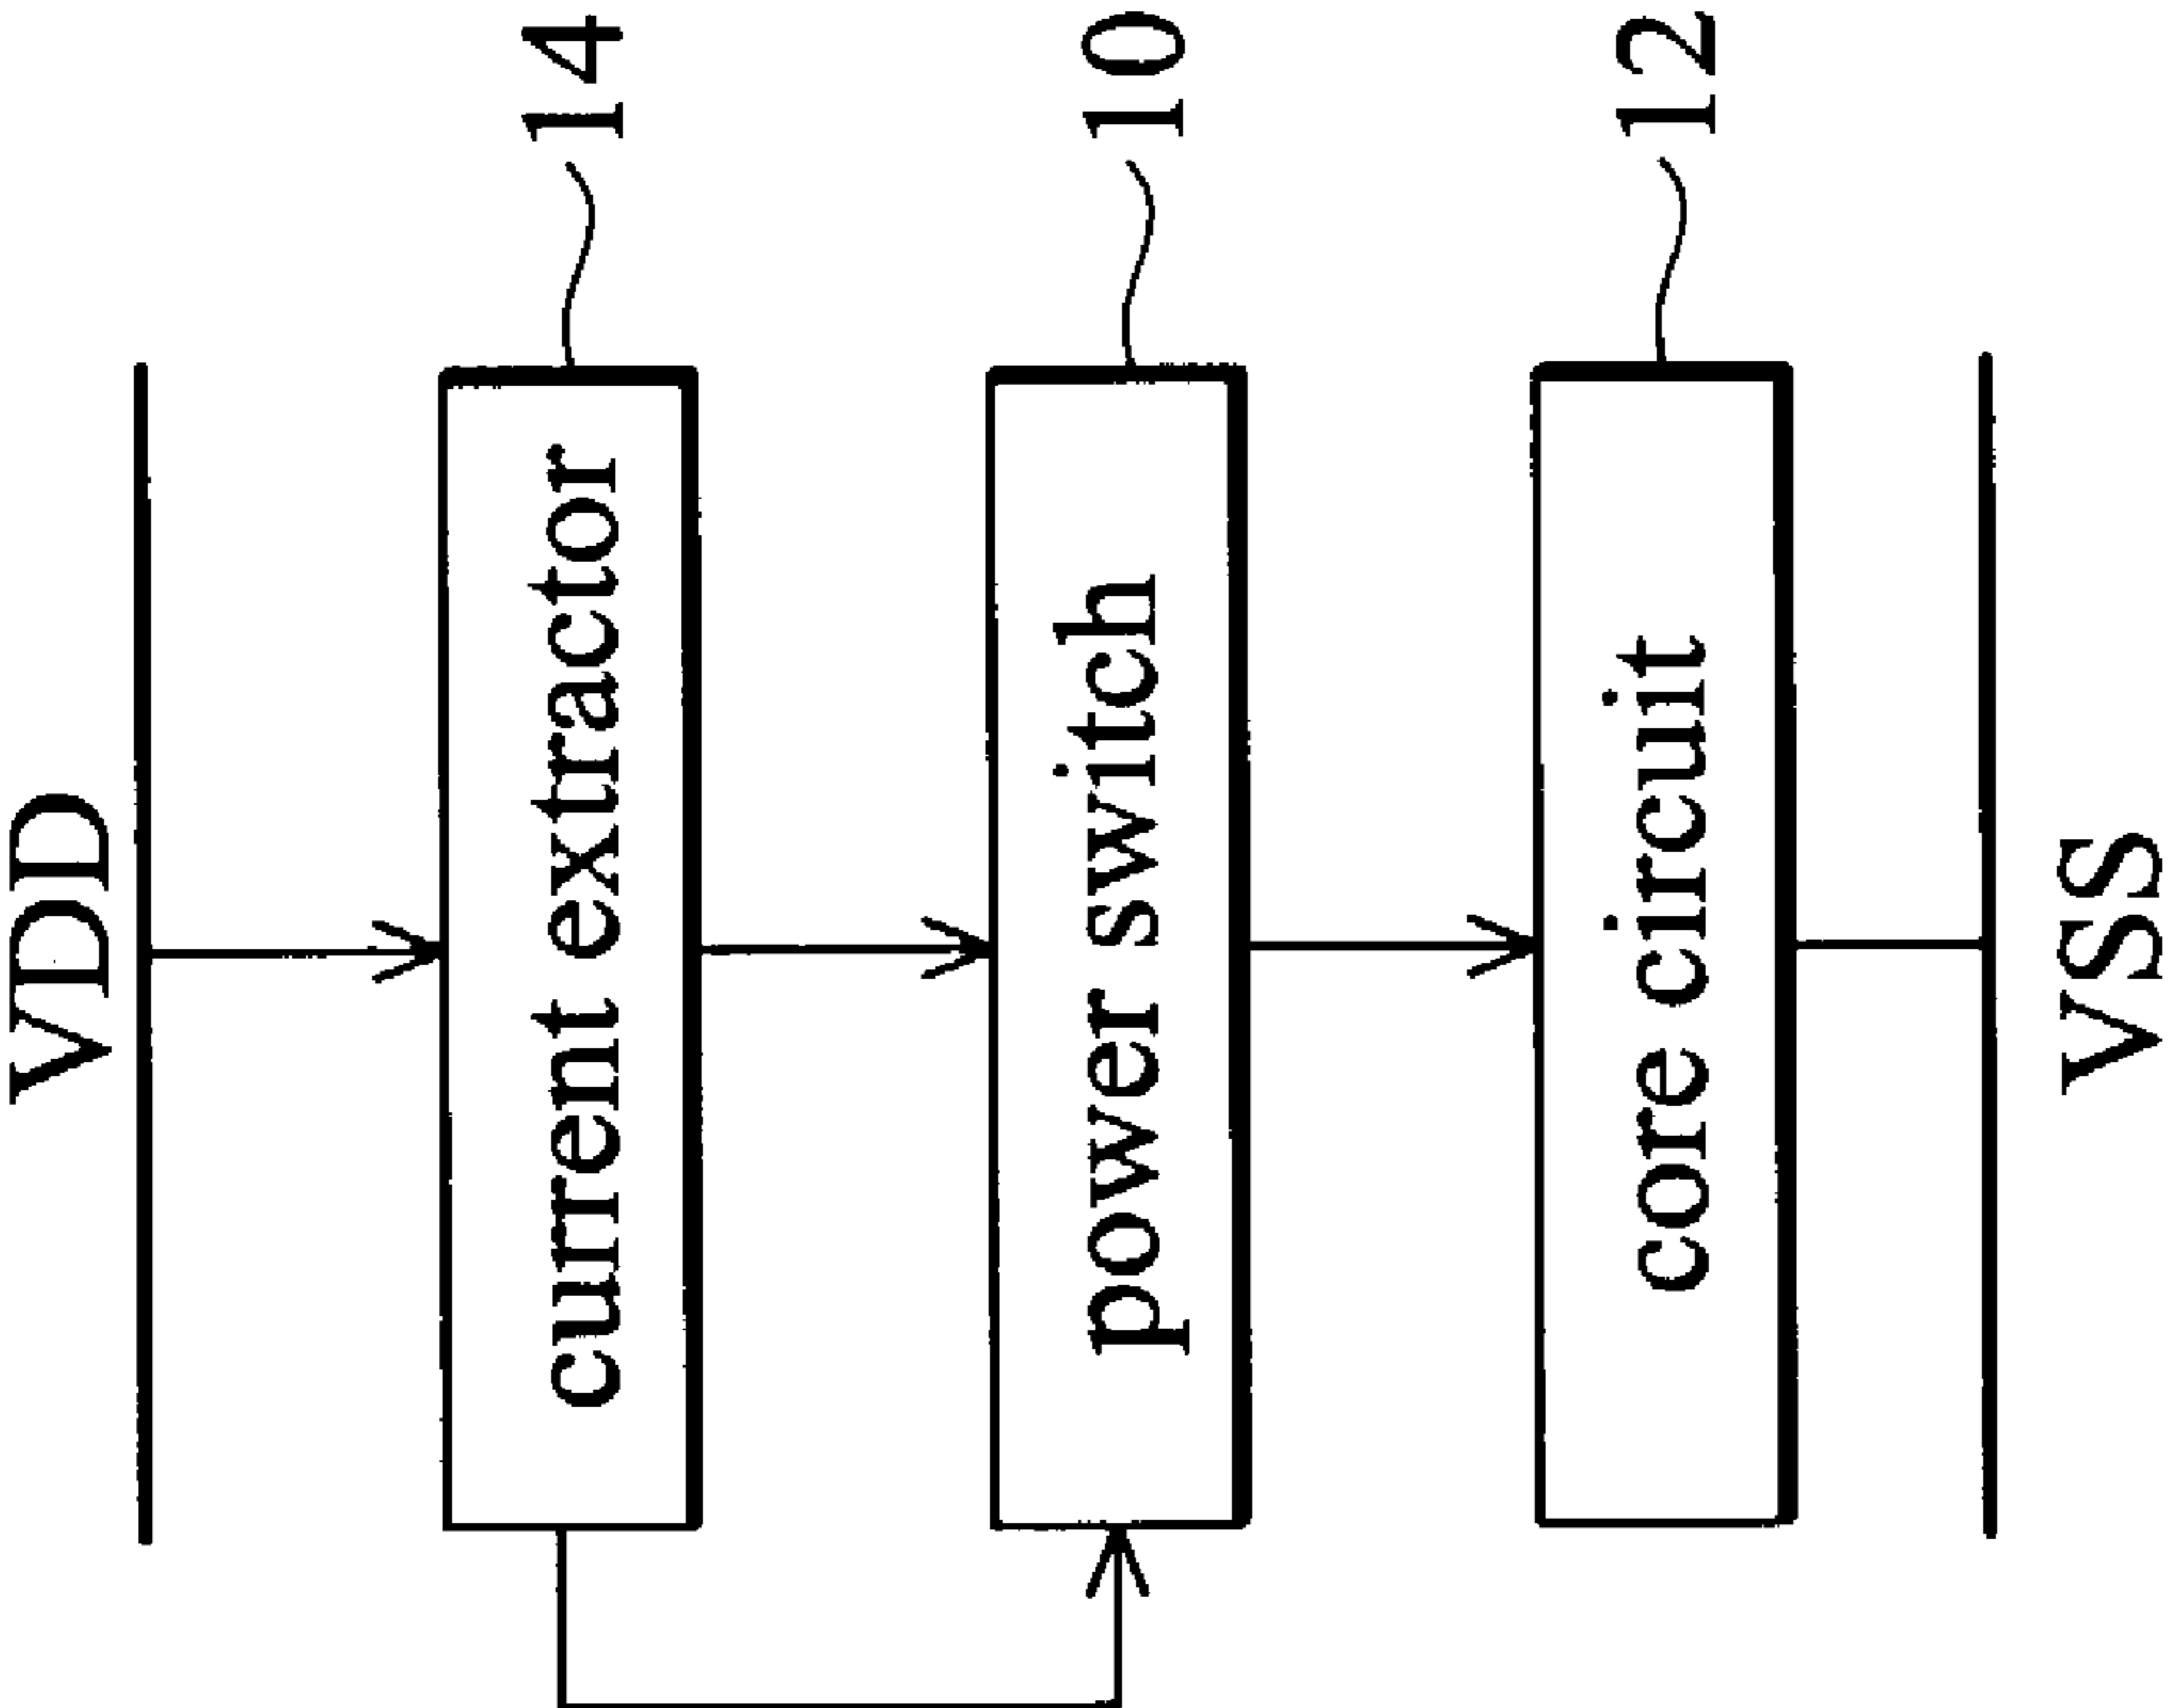 VDD
current extractor
14
power switch
10
core circuit
12
VSS